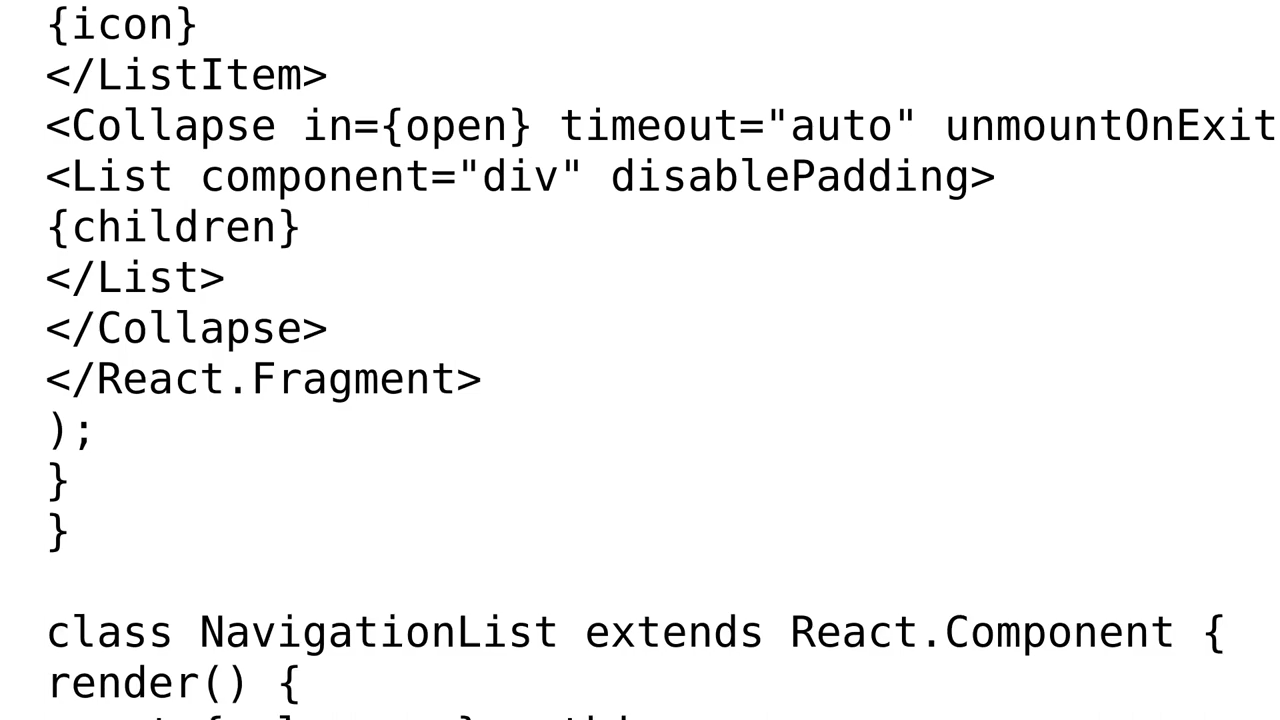 {icon}
</ListItem>
<Collapse in={open} timeout="auto" unmountOnExit
<List component="div" disablePadding>
{children}
</List>
</Collapse>
</React.Fragment>
);
}
}

class NavigationList extends React.Component {
render() {